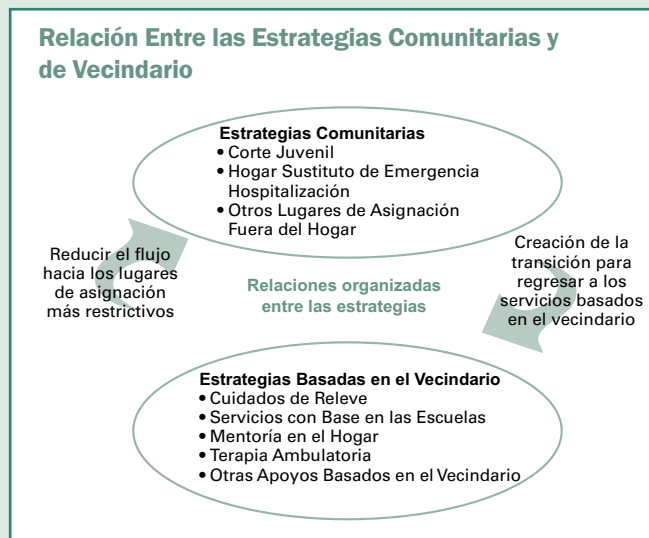 Relación Entre las Estrategias Comunitarias y
de Vecindario
Estrategias Comunitarias
• Corte Juvenil
• Hogar Sustituto de Emergencia
Hospitalización
• Otros Lugares de Asignación
Fuera del Hogar
Reducir el flujo
hacia los lugares
de asignación
más restrictivos
Relaciones organizadas
entre las estrategias
Creación de la
transición para
regresar a los
servicios basados
en el vecindario
Estrategias Basadas en el Vecindario
• Cuidados de Releve
• Servicios con Base en las Escuelas
• Mentoría en el Hogar
• Terapia Ambulatoria
• Otras Apoyos Basados en el Vecindario